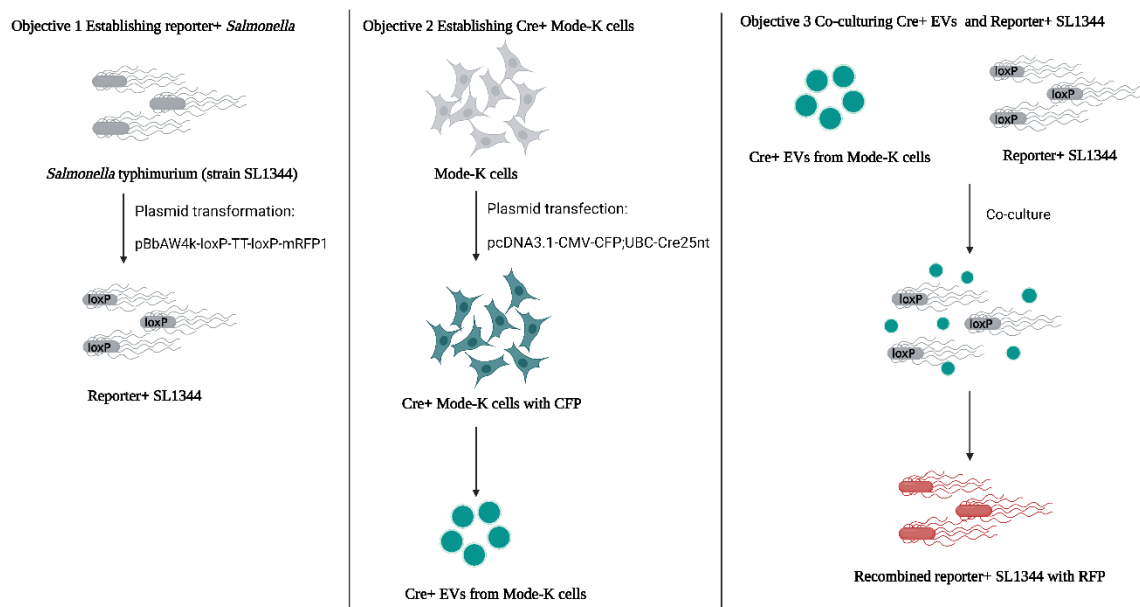 Objective 1 Establishing reporter+ Salmonella
Salmonella typhimurium (strain SL1344)
Plasmid transformation:
pBbAW4k-loxP-TT-loxP-mRFP1
loxP
loxP
loxP
Reporter+ SL1344
Objective 2 Establishing Cre+ Mode-K cells
Mode-K cells
Plasmid transfection:
pcDNA3.1-CMV-CFP;UBC-Cre25nt
Cre+ Mode-K cells with CFP
Cre+ EVs from Mode-K cells
Objective 3 Co-culturing Cre+ EVs and Reporter+ SL1344
loxP
loxP
loxP
Cre+ EVs from Mode-K cells
Reporter+ SL1344
Co-culture
loxP
loxP
loxP
Recombined reporter+ SL1344 with RFP